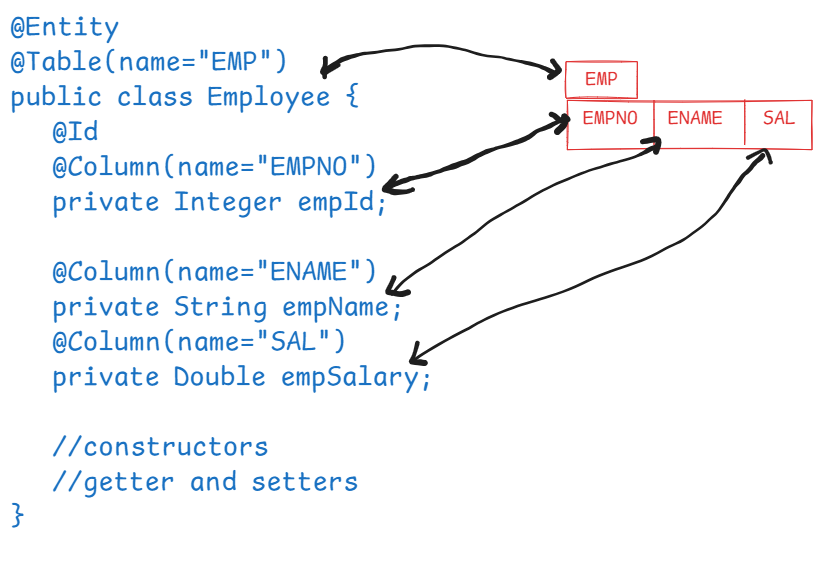 @Entity
@Table(name="EMP")
public class Employee {
@Id
@Column(name="EMPNO")
private Integer empId;
@Column(name="ENAME")
private String empName;
@Column(name="SAL")
private Double empSalary;
//constructors
//getter and setters
}
EMP
EMPNO ENAME SAL